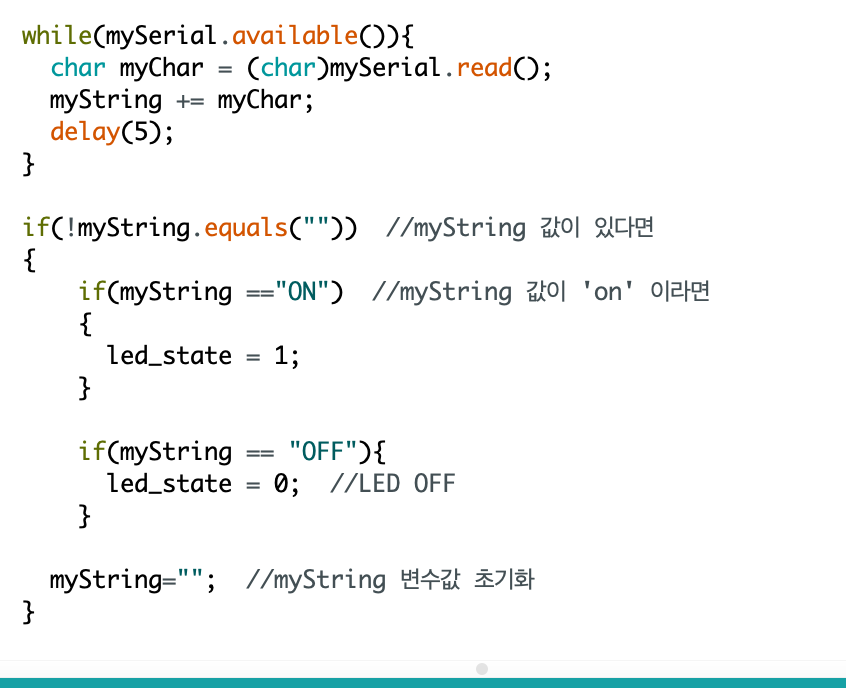 while(mySerial.available()){
  char myChar = (char)mySerial.read();
  myString += myChar;
  delay(5);
}
if(!myString.equals(""))  //myString 값이 있다면
{
    if(myString =="ON")  //myString 값이 'on' 이라면
    {
      led_state = 1;
    }
    if(myString == "OFF"){
      led_state = 0;  //LED OFF
    }
  myString="";  //myString 변수값 초기화
}